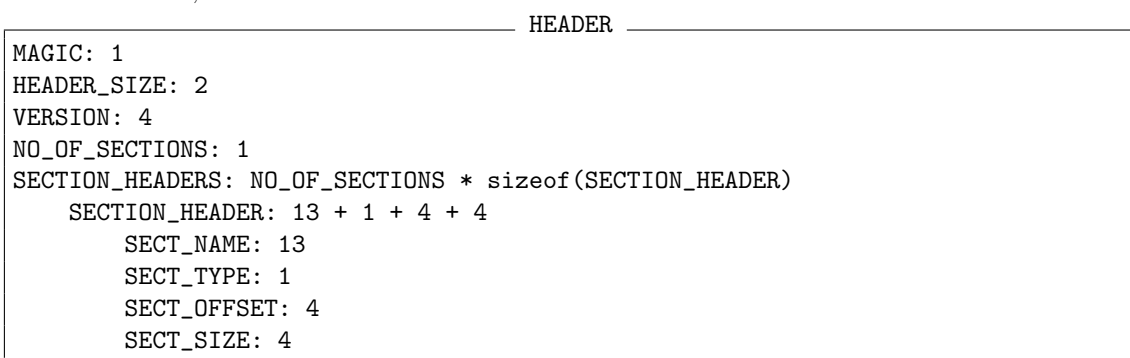 HEADER
MAGIC: 1
HEADER_SIZE: 2
VERSION: 4
NO_OF_SECTIONS: 1
SECTION_HEADERS: NO_OF_SECTIONS * sizeof(SECTION_HEADER)
    SECTION_HEADER: 13 + 1 + 4 + 4
        SECT_NAME: 13
        SECT_TYPE: 1
        SECT_OFFSET: 4
        SECT_SIZE: 4